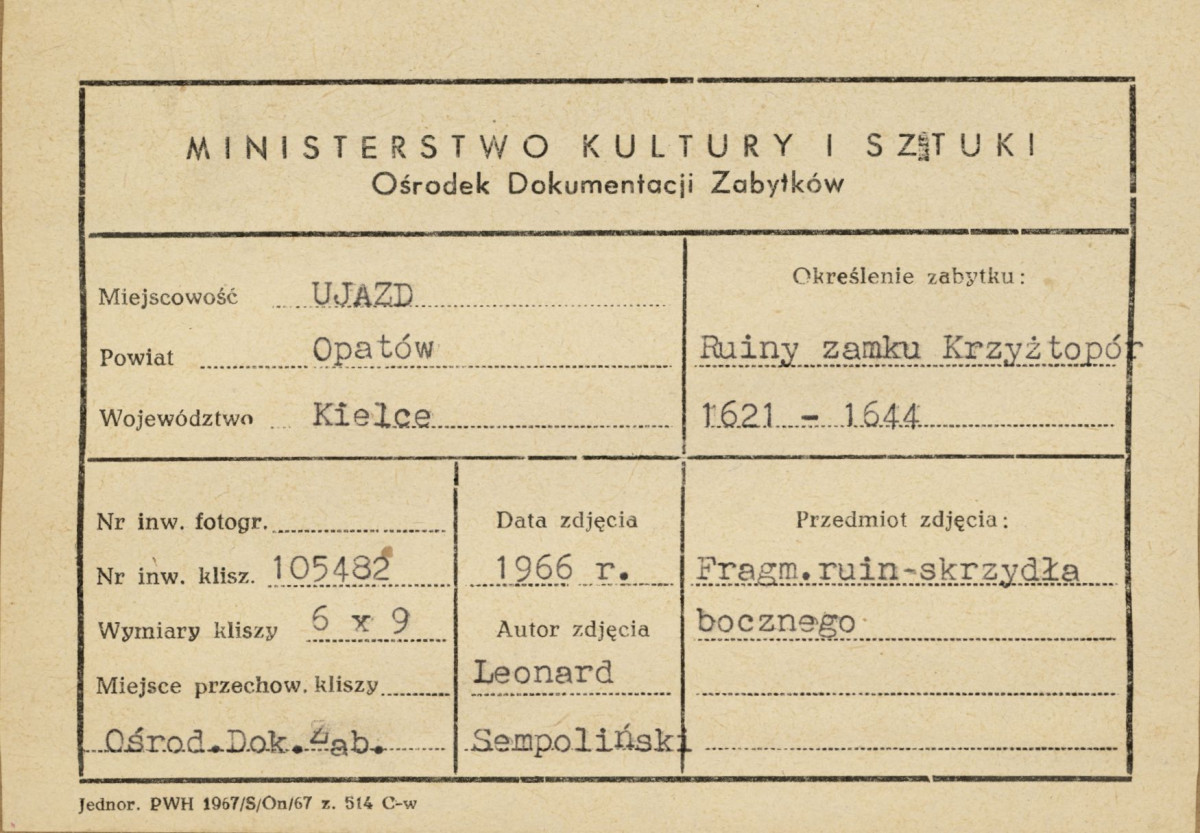 MINISTERSTWO KULTURY I SZTUKI
Ośrodek Dokumentacji Zabytków
Miejscowość UJAZD
Powiat Opatów
Województwo Kielce
Określenie zabytku:
Ruiny zamku Krzyżtopór
1621 - 1644
Nr inw. fotogr.
Nr inw. klisz. 105482
Wymiary kliszy 6 x 9
Miejsce przechow. kliszy
Ośrod.Dok.Zab.
Data zdjęcia
1966 r.
Autor zdjęcia
Leonard
Sempoliński
Przedmiot zdjęcia:
Fragm.ruin-skrzydła
bocznego
Jednor. PWH 1967/S/On/67 z. 514 C-w